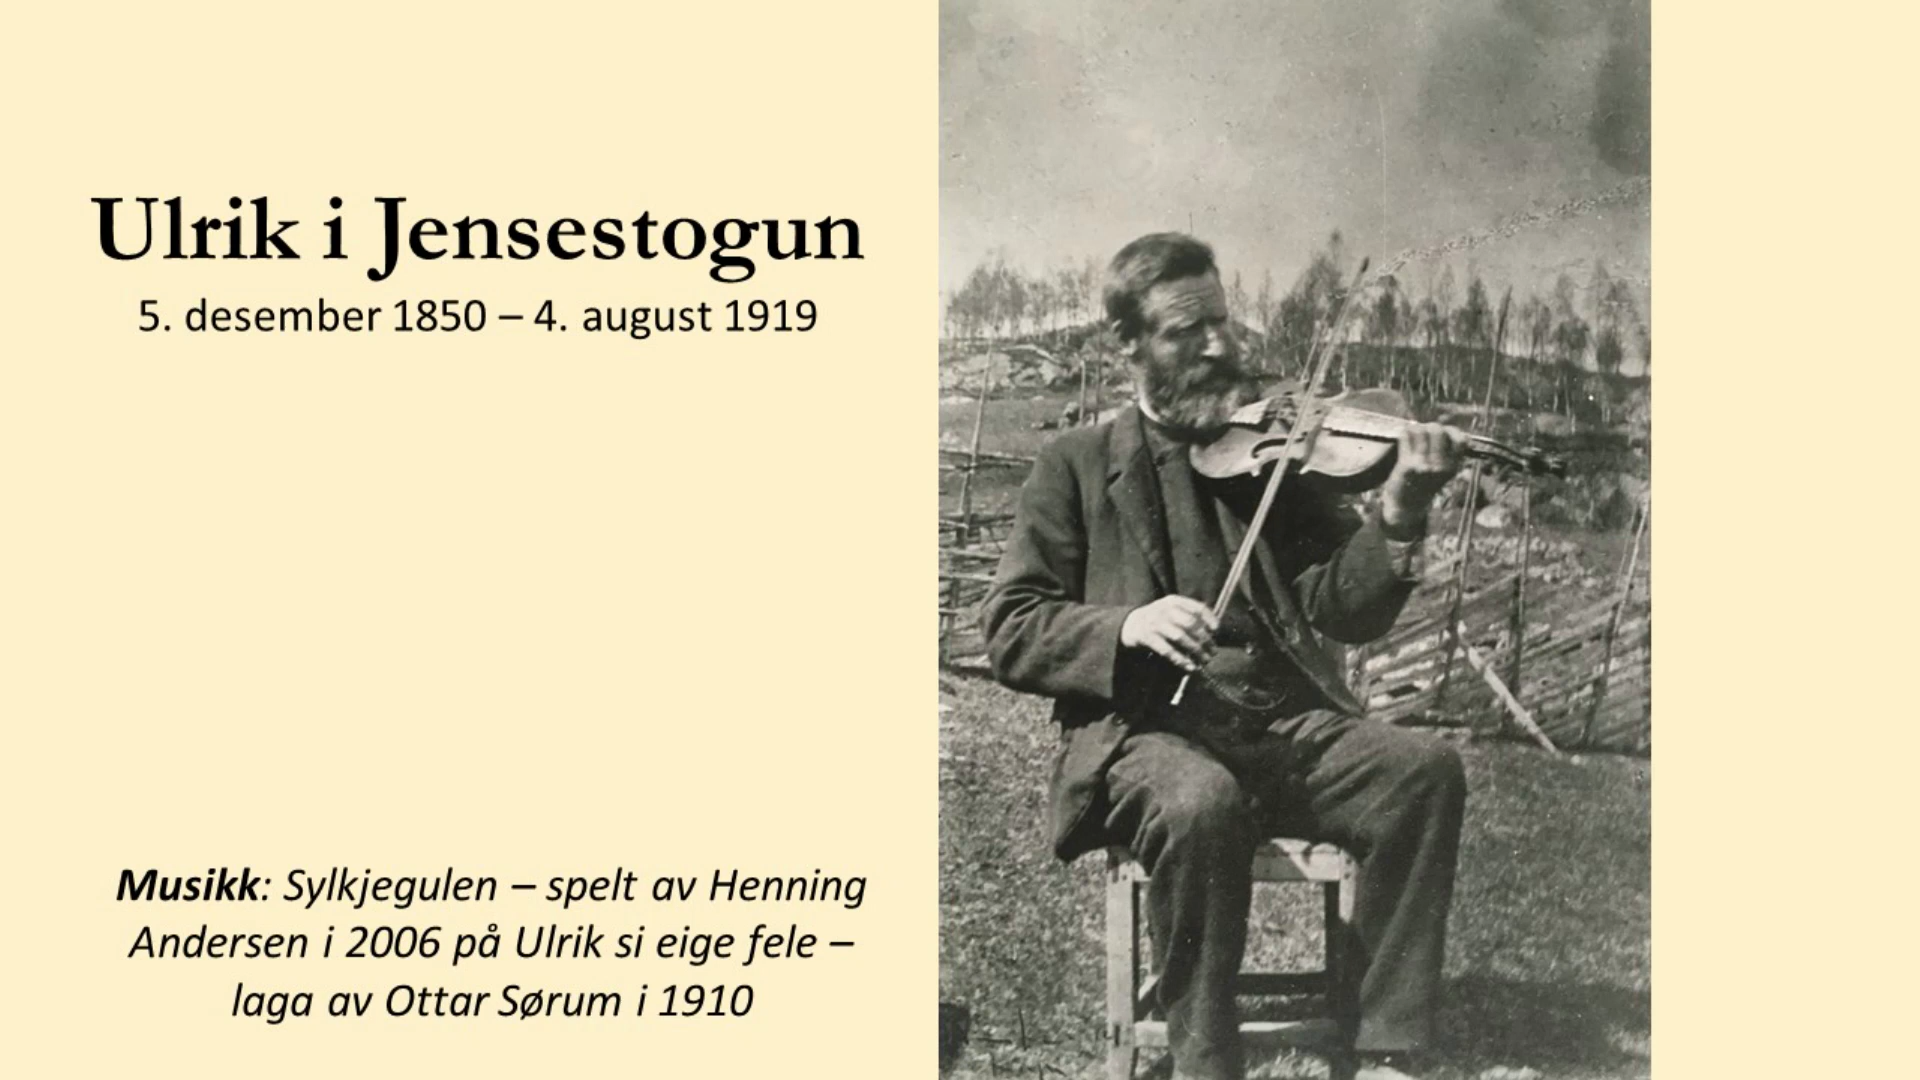 Ulrik i Jensestogun
5. desember 1850 – 4. august 1919
Musikk: Sylkjegulen – spelt av Henning
Andersen i 2006 på Ulrik si eige fele –
laga av Ottar Sørum i 1910